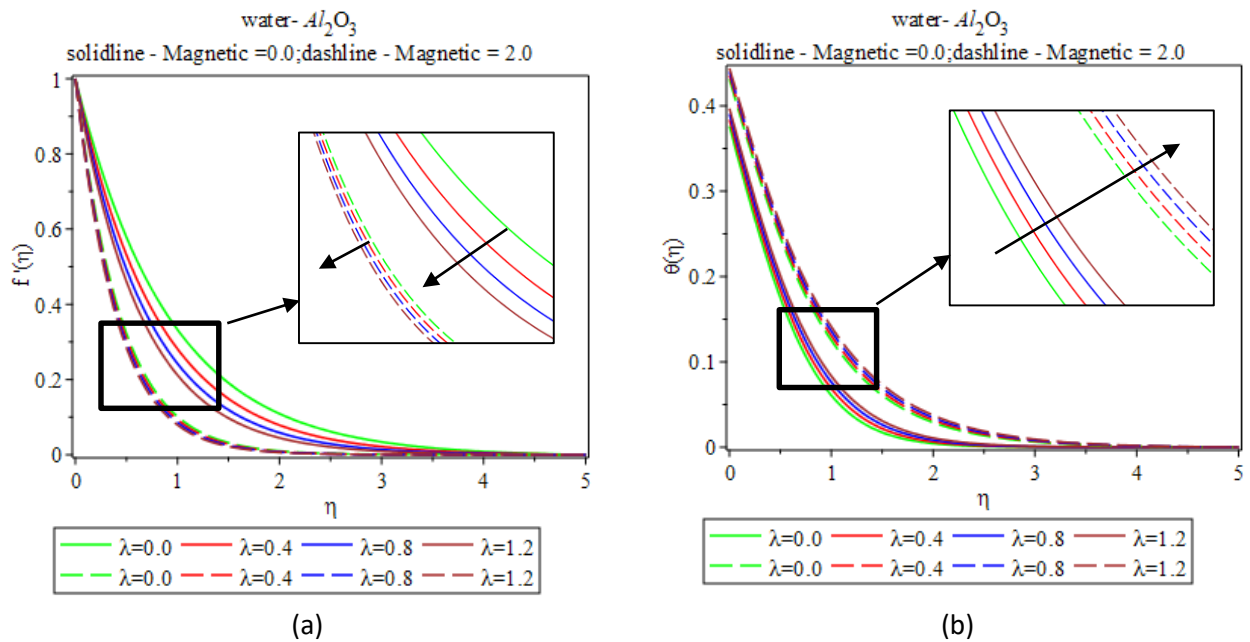 water- Al₂O₃
solidline - Magnetic =0.0;dashline - Magnetic = 2.0
1
0.8
0.6
0.4
0.2
0
f '(η)
0 1 2 3 4 5
η
λ=0.0 λ=0.4 λ=0.8 λ=1.2
λ=0.0 λ=0.4 λ=0.8 λ=1.2
(a)
water- Al₂O₃
solidline - Magnetic =0.0;dashline - Magnetic = 2.0
0.4
0.3
0.2
0.1
0
θ(η)
0 1 2 3 4 5
η
λ=0.0 λ=0.4 λ=0.8 λ=1.2
λ=0.0 λ=0.4 λ=0.8 λ=1.2
(b)